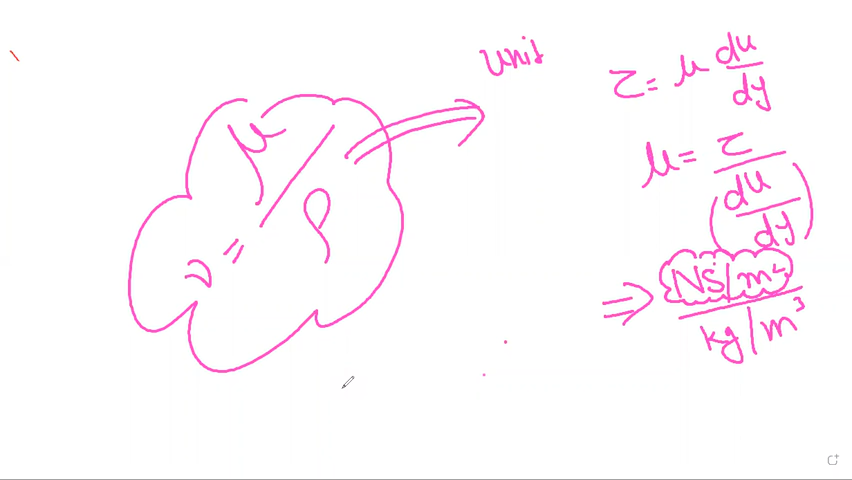 ν = μ / ρ
Unit
τ = μ du/dy
μ = τ / (du/dy)
⇒ NS/m² / kg/m³